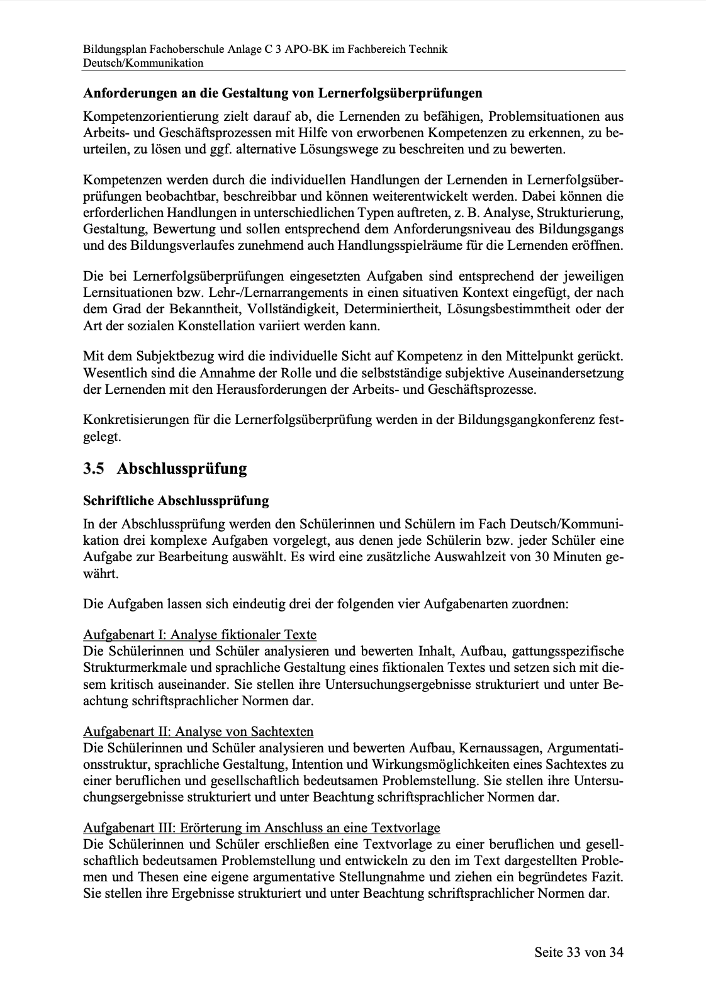 Bildungsplan Fachoberschule Anlage C 3 APO-BK im Fachbereich Technik
Deutsch/Kommunikation
Anforderungen an die Gestaltung von Lernerfolgsüberprüfungen
Kompetenzorientierung zielt darauf ab, die Lernenden zu befähigen, Problemsituationen aus
Arbeits- und Geschäftsprozessen mit Hilfe von erworbenen Kompetenzen zu erkennen, zu be-
urteilen, zu lösen und ggf. alternative Lösungswege zu beschreiten und zu bewerten.
Kompetenzen werden durch die individuellen Handlungen der Lernenden in Lernerfolgsüber-
prüfungen beobachtbar, beschreibbar und können weiterentwickelt werden. Dabei können die
erforderlichen Handlungen in unterschiedlichen Typen auftreten, z. B. Analyse, Strukturierung,
Gestaltung, Bewertung und sollen entsprechend dem Anforderungsniveau des Bildungsgangs
und des Bildungsverlaufes zunehmend auch Handlungsspielräume für die Lernenden eröffnen.
Die bei Lernerfolgsüberprüfungen eingesetzten Aufgaben sind entsprechend der jeweiligen
Lernsituationen bzw. Lehr-/Lernarrangements in einen situativen Kontext eingefügt, der nach
dem Grad der Bekanntheit, Vollständigkeit, Determiniertheit, Lösungsbestimmtheit oder der
Art der sozialen Konstellation variiert werden kann.
Mit dem Subjektbezug wird die individuelle Sicht auf Kompetenz in den Mittelpunkt gerückt.
Wesentlich sind die Annahme der Rolle und die selbstständige subjektive Auseinandersetzung
der Lernenden mit den Herausforderungen der Arbeits- und Geschäftsprozesse.
Konkretisierungen für die Lernerfolgsüberprüfung werden in der Bildungsgangkonferenz fest-
gelegt.
3.5 Abschlussprüfung
Schriftliche Abschlussprüfung
In der Abschlussprüfung werden den Schülerinnen und Schülern im Fach Deutsch/Kommuni-
kation drei komplexe Aufgaben vorgelegt, aus denen jede Schülerin bzw. jeder Schüler eine
Aufgabe zur Bearbeitung auswählt. Es wird eine zusätzliche Auswahlzeit von 30 Minuten ge-
währt.
Die Aufgaben lassen sich eindeutig drei der folgenden vier Aufgabenarten zuordnen:
Aufgabenart I: Analyse fiktionaler Texte
Die Schülerinnen und Schüler analysieren und bewerten Inhalt, Aufbau, gattungsspezifische
Strukturmerkmale und sprachliche Gestaltung eines fiktionalen Textes und setzen sich mit die-
sem kritisch auseinander. Sie stellen ihre Untersuchungsergebnisse strukturiert und unter Be-
achtung schriftsprachlicher Normen dar.
Aufgabenart II: Analyse von Sachtexten
Die Schülerinnen und Schüler analysieren und bewerten Aufbau, Kernaussagen, Argumentati-
onsstruktur, sprachliche Gestaltung, Intention und Wirkungsmöglichkeiten eines Sachtextes zu
einer beruflichen und gesellschaftlich bedeutsamen Problemstellung. Sie stellen ihre Untersu-
chungsergebnisse strukturiert und unter Beachtung schriftsprachlicher Normen dar.
Aufgabenart III: Erörterung im Anschluss an eine Textvorlage
Die Schülerinnen und Schüler erschließen eine Textvorlage zu einer beruflichen und gesell-
schaftlich bedeutsamen Problemstellung und entwickeln zu den im Text dargestellten Proble-
men und Thesen eine eigene argumentative Stellungnahme und ziehen ein begründetes Fazit.
Sie stellen ihre Ergebnisse strukturiert und unter Beachtung schriftsprachlicher Normen dar.
Seite 33 von 34